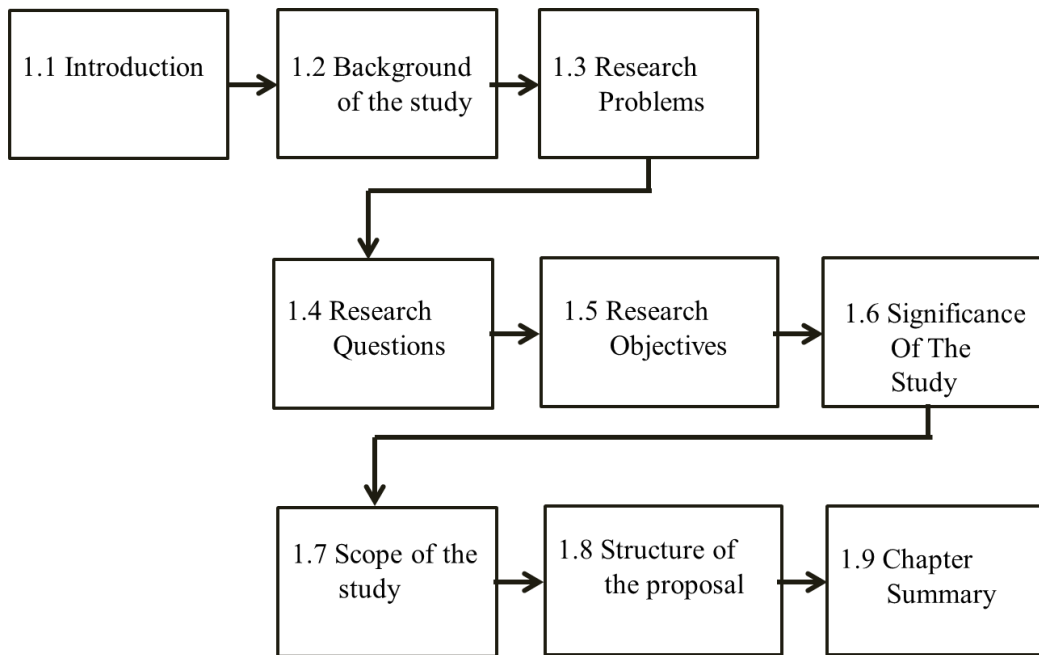 1.1 Introduction
1.2 Background
of the study
1.3 Research
Problems
1.4 Research
Questions
1.5 Research
Objectives
1.6 Significance
Of The
Study
1.7 Scope of the
study
1.8 Structure of
the proposal
1.9 Chapter
Summary